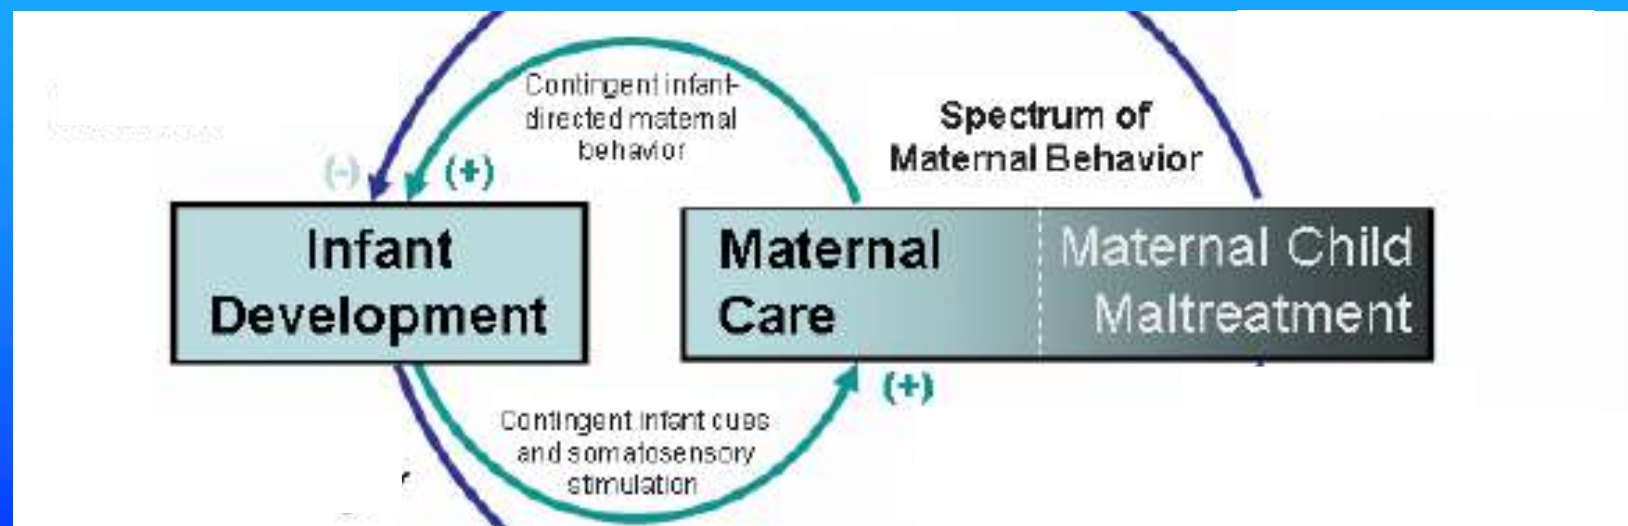 Contingent infant-
directed maternal
behavior
Spectrum of
Maternal Behavior
(-)
(+)
Infant
Development
Maternal
Care
Maternal Child
Maltreatment
(+)
Contingent infant cues
and somatosensory
stimulation